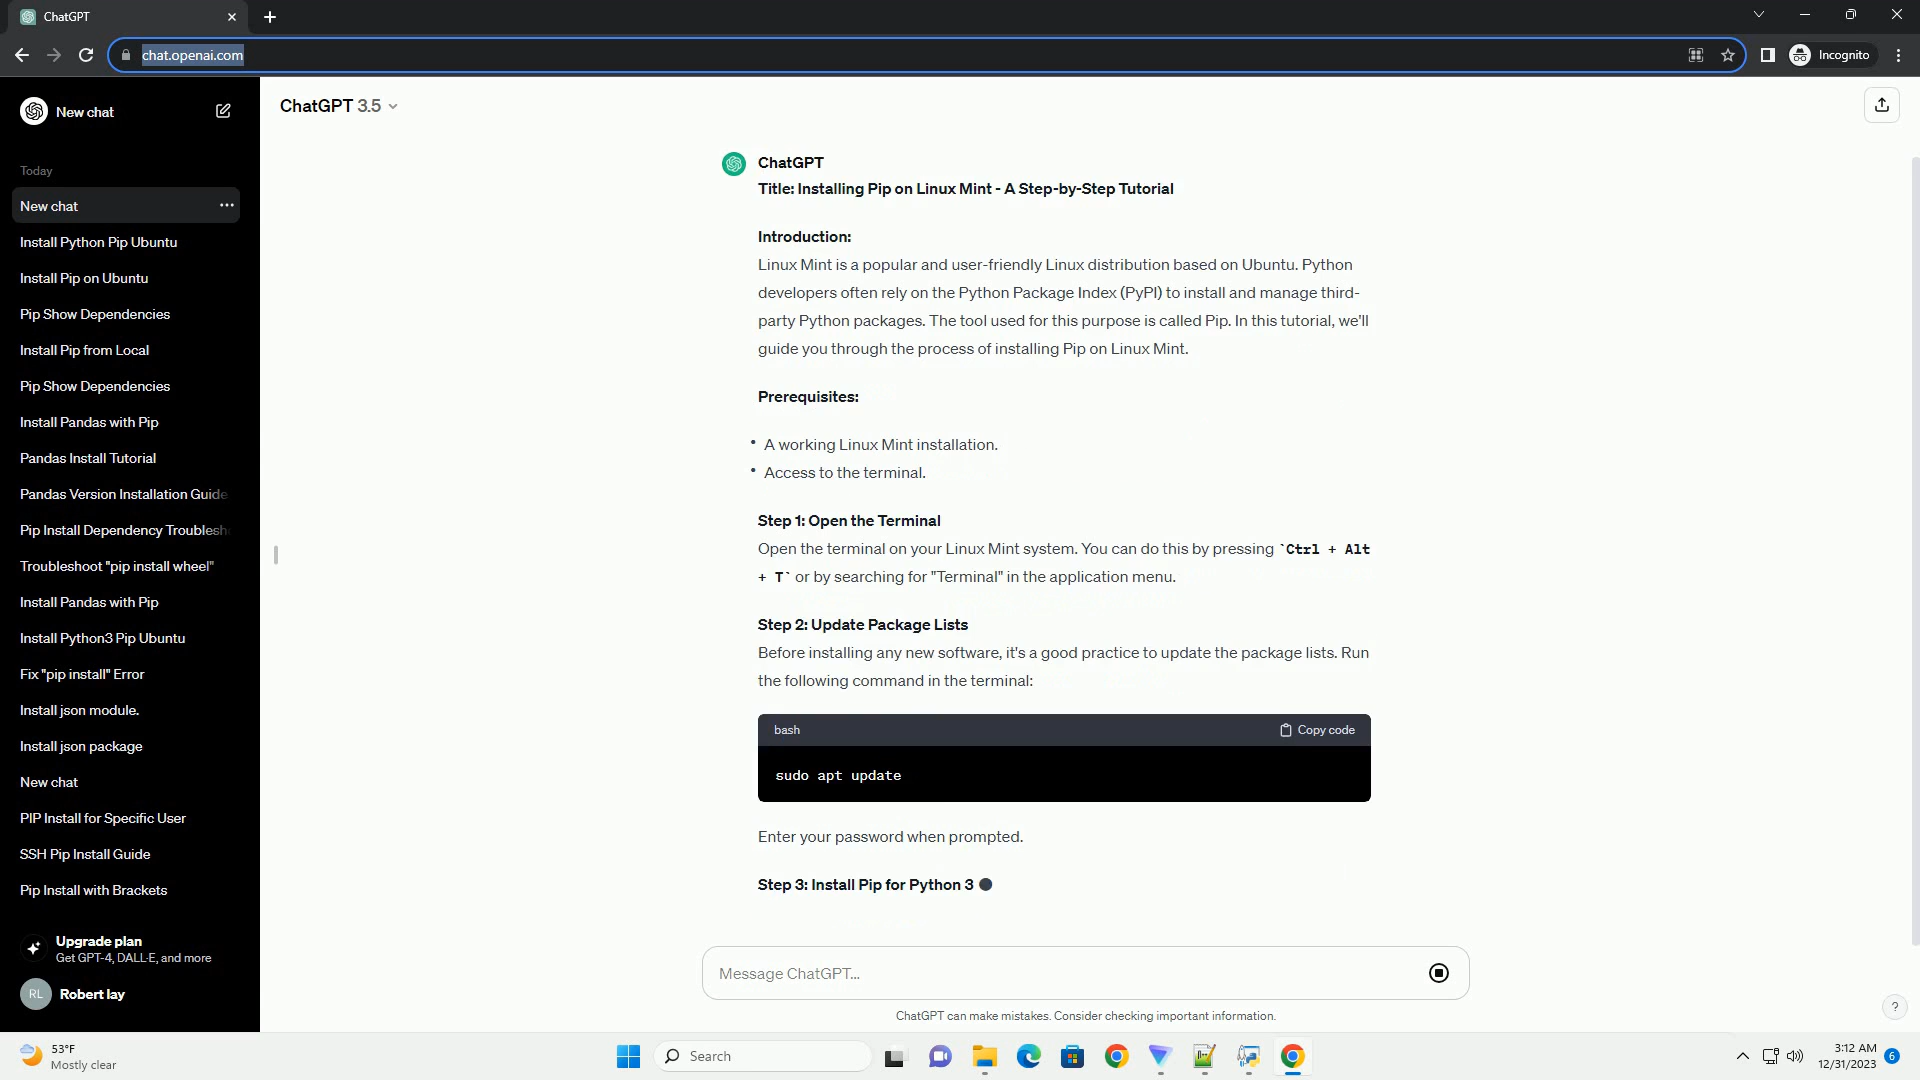 ChatGPT
chat.openai.com
Incognito
New chat
Today
New chat
Install Python Pip Ubuntu
Install Pip on Ubuntu
Pip Show Dependencies
Install Pip from Local
Pip Show Dependencies
Install Pandas with Pip
Pandas Install Tutorial
Pandas Version Installation Guide
Pip Install Dependency Troublesh
Troubleshoot "pip install wheel"
Install Pandas with Pip
Install Python3 Pip Ubuntu
Fix "pip install" Error
Install json module.
Install json package
New chat
PIP Install for Specific User
SSH Pip Install Guide
Pip Install with Brackets
Upgrade plan
Get GPT-4, DALL·E, and more
RL Robert lay
ChatGPT 3.5
ChatGPT
Title: Installing Pip on Linux Mint - A Step-by-Step Tutorial
Introduction:
Linux Mint is a popular and user-friendly Linux distribution based on Ubuntu. Python
developers often rely on the Python Package Index (PyPI) to install and manage third-
party Python packages. The tool used for this purpose is called Pip. In this tutorial, we'll
guide you through the process of installing Pip on Linux Mint.
Prerequisites:
• A working Linux Mint installation.
• Access to the terminal.
Step 1: Open the Terminal
Open the terminal on your Linux Mint system. You can do this by pressing `Ctrl + Alt
+ T` or by searching for "Terminal" in the application menu.
Step 2: Update Package Lists
Before installing any new software, it's a good practice to update the package lists. Run
the following command in the terminal:
bash Copy code
sudo apt update
Enter your password when prompted.
Step 3: Install Pip for Python 3
Message ChatGPT...
ChatGPT can make mistakes. Consider checking important information.
?
53°F
Mostly clear
Search
3:12 AM
12/31/2023
6